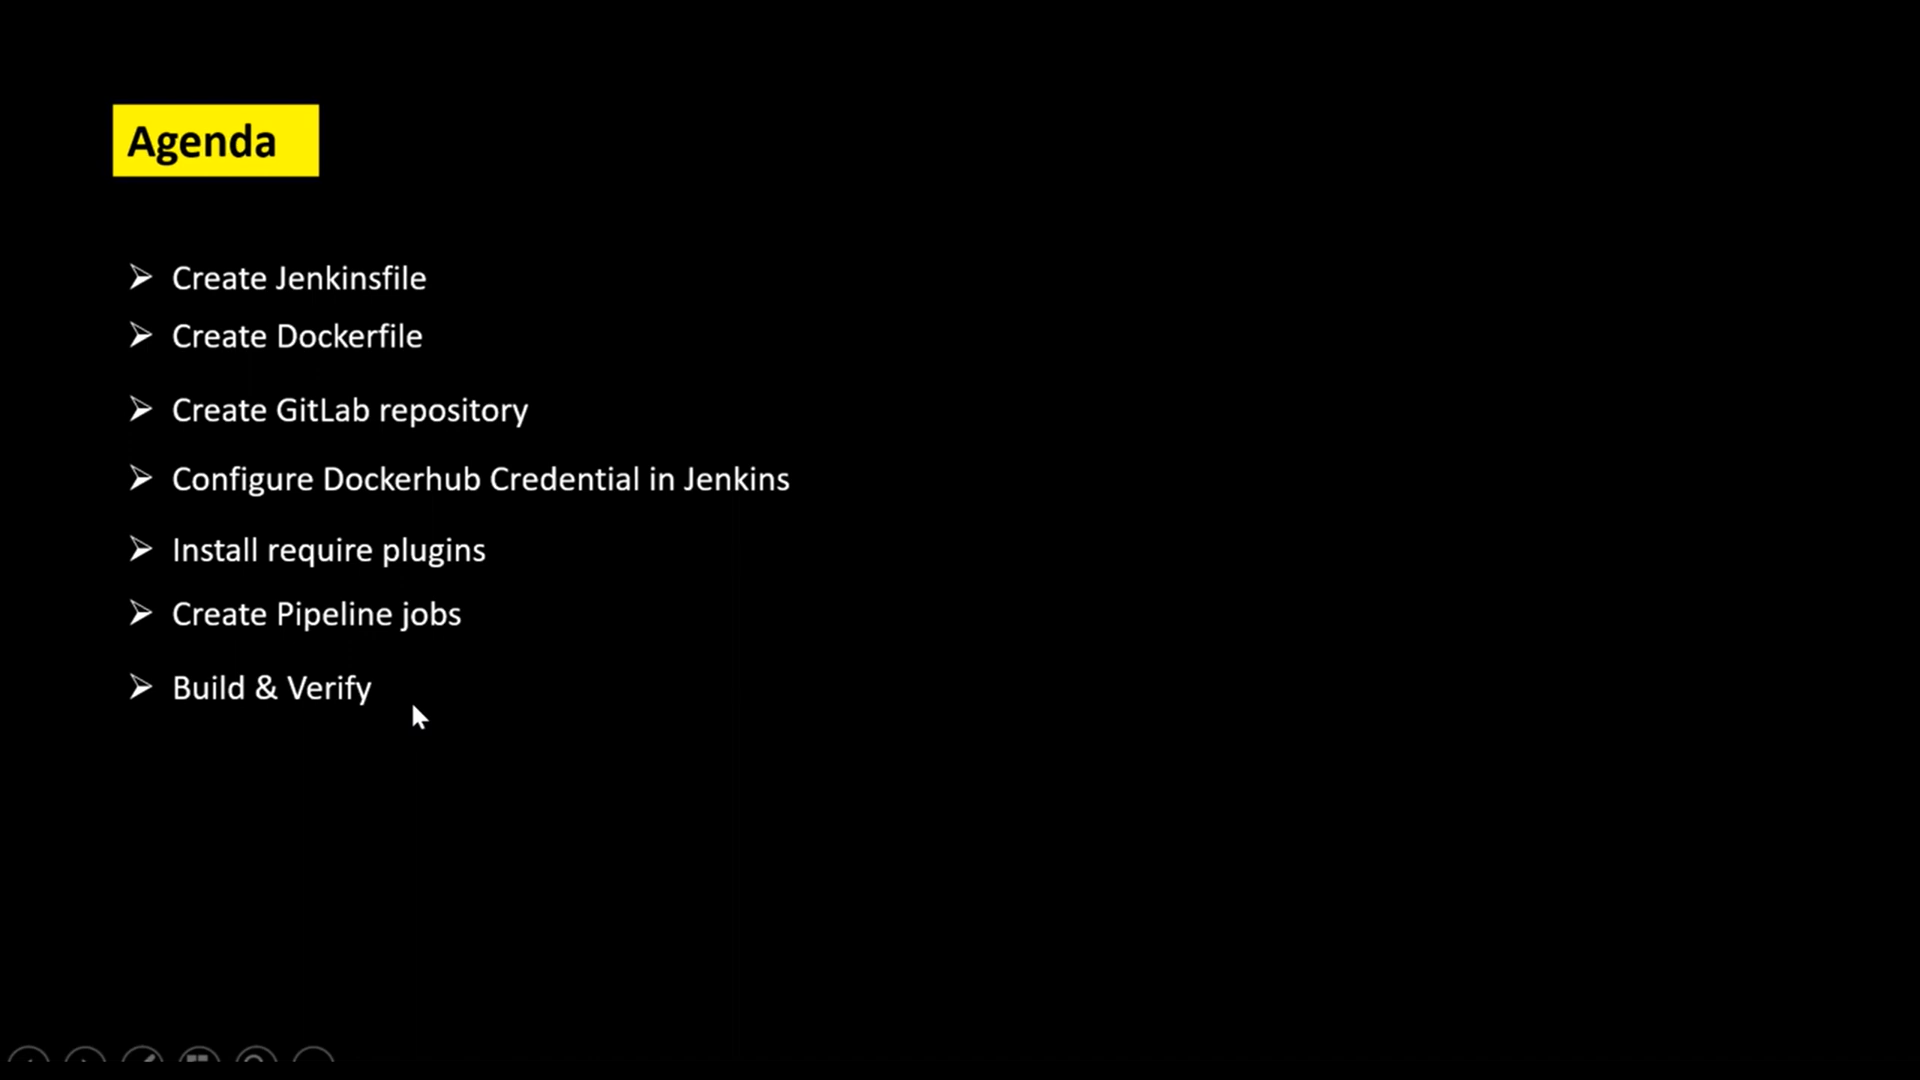 Agenda
Create Jenkinsfile
Create Dockerfile
Create GitLab repository
Configure Dockerhub Credential in Jenkins
Install require plugins
Create Pipeline jobs
Build & Verify